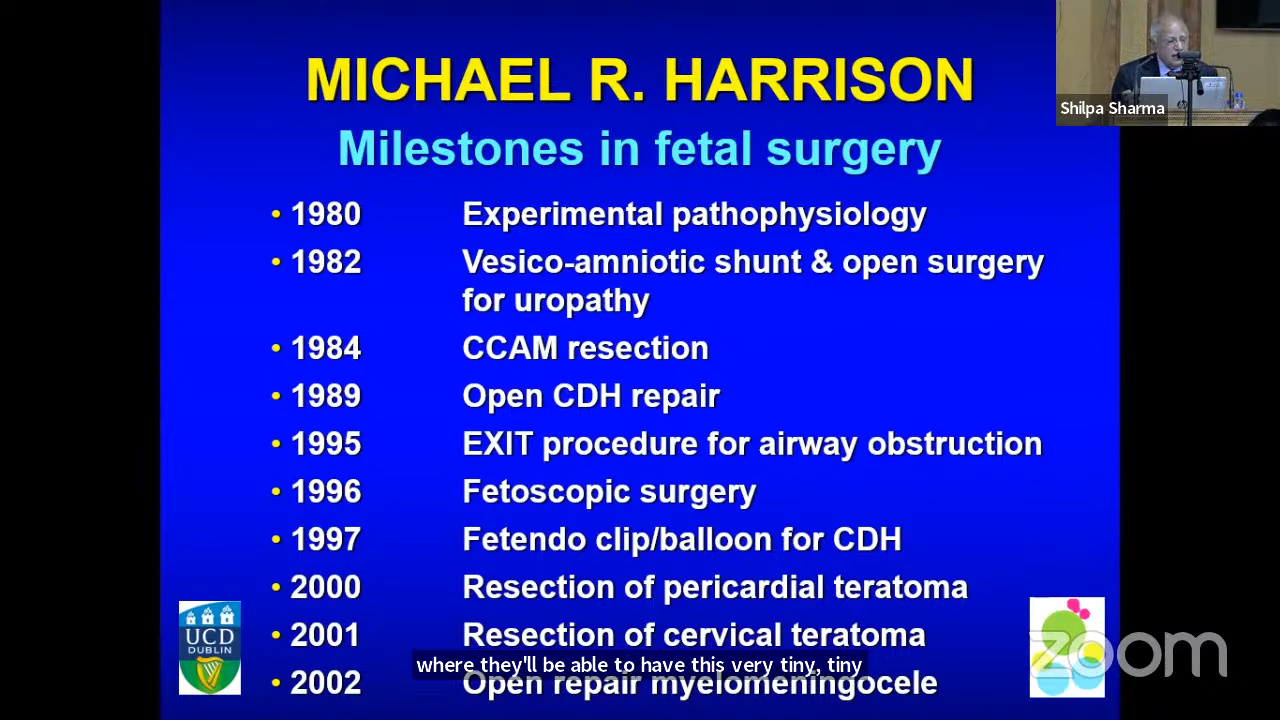 MICHAEL R. HARRISON
Shilpa Sharma
Milestones in fetal surgery
• 1980 Experimental pathophysiology
• 1982 Vesico-amniotic shunt & open surgery
for uropathy
• 1984 CCAM resection
• 1989 Open CDH repair
• 1995 EXIT procedure for airway obstruction
• 1996 Fetoscopic surgery
• 1997 Fetendo clip/balloon for CDH
• 2000 Resection of pericardial teratoma
• 2001 Resection of cervical teratoma
where they'll be able to have this very tiny, tiny
• 2002 Open repair myelomeningocele
UCD
DUBLIN
zoom